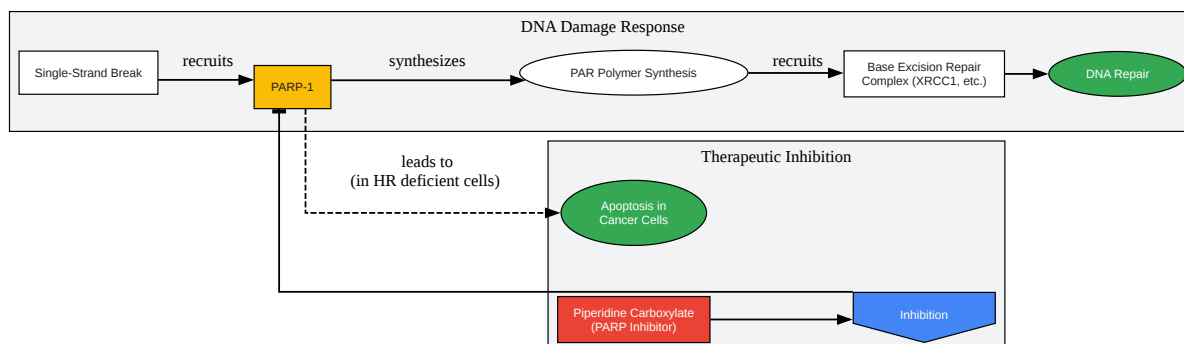 DNA Damage Response
Single-Strand Break
recruits
PARP-1
synthesizes
PAR Polymer Synthesis
recruits
Base Excision Repair
Complex (XRCC1, etc.)
DNA Repair
leads to
(in HR deficient cells)
Therapeutic Inhibition
Apoptosis in
Cancer Cells
Piperidine Carboxylate
(PARP Inhibitor)
Inhibition